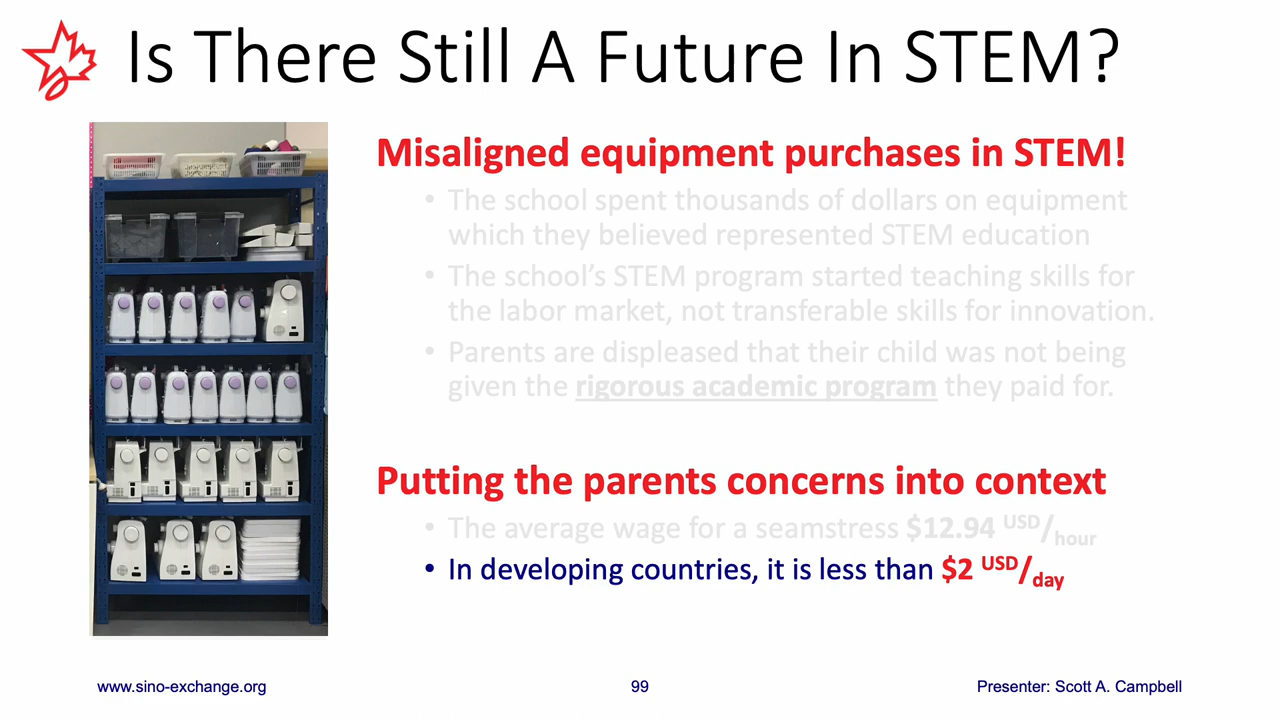 Is There Still A Future In STEM?
Misaligned equipment purchases in STEM!
• The school spent thousands of dollars on equipment
which they believed represented STEM education
• The school’s STEM program started teaching skills for
the labor market, not transferable skills for innovation.
• Parents are displeased that their child was not being
given the rigorous academic program they paid for.
Putting the parents concerns into context
• The average wage for a seamstress $12.94 USD/hour
• In developing countries, it is less than $2 USD/day
www.sino-exchange.org
99
Presenter: Scott A. Campbell